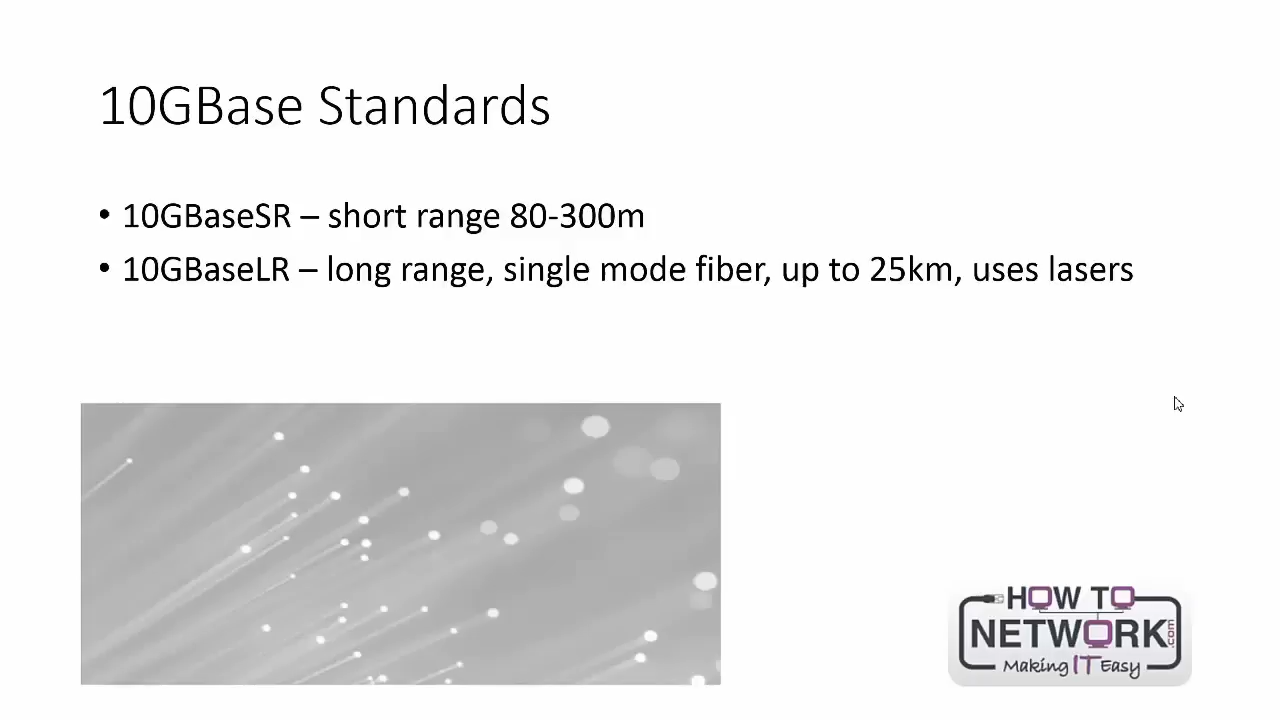 10GBase Standards
• 10GBaseSR – short range 80-300m
• 10GBaseLR – long range, single mode fiber, up to 25km, uses lasers
HOW TO
NETWORK.com
Making IT Easy